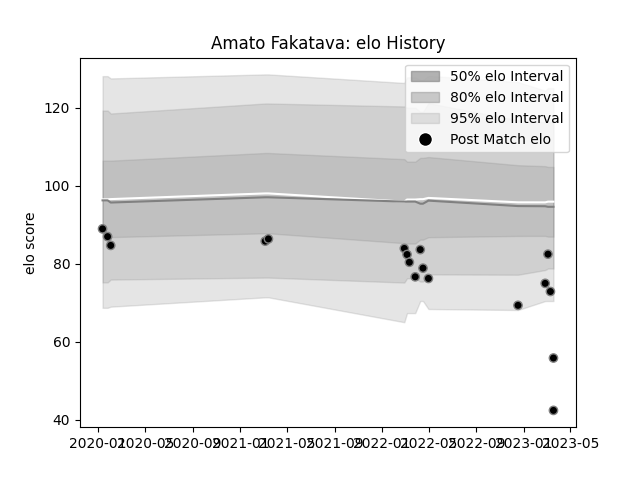 Amato Fakatava: elo History
50% elo Interval
80% elo Interval
95% elo Interval
Post Match elo
elo score
120
100
80
60
40
2020-01 2020-05 2020-09 2021-01 2021-05 2021-09 2022-01 2022-05 2022-09 2023-01 2023-05